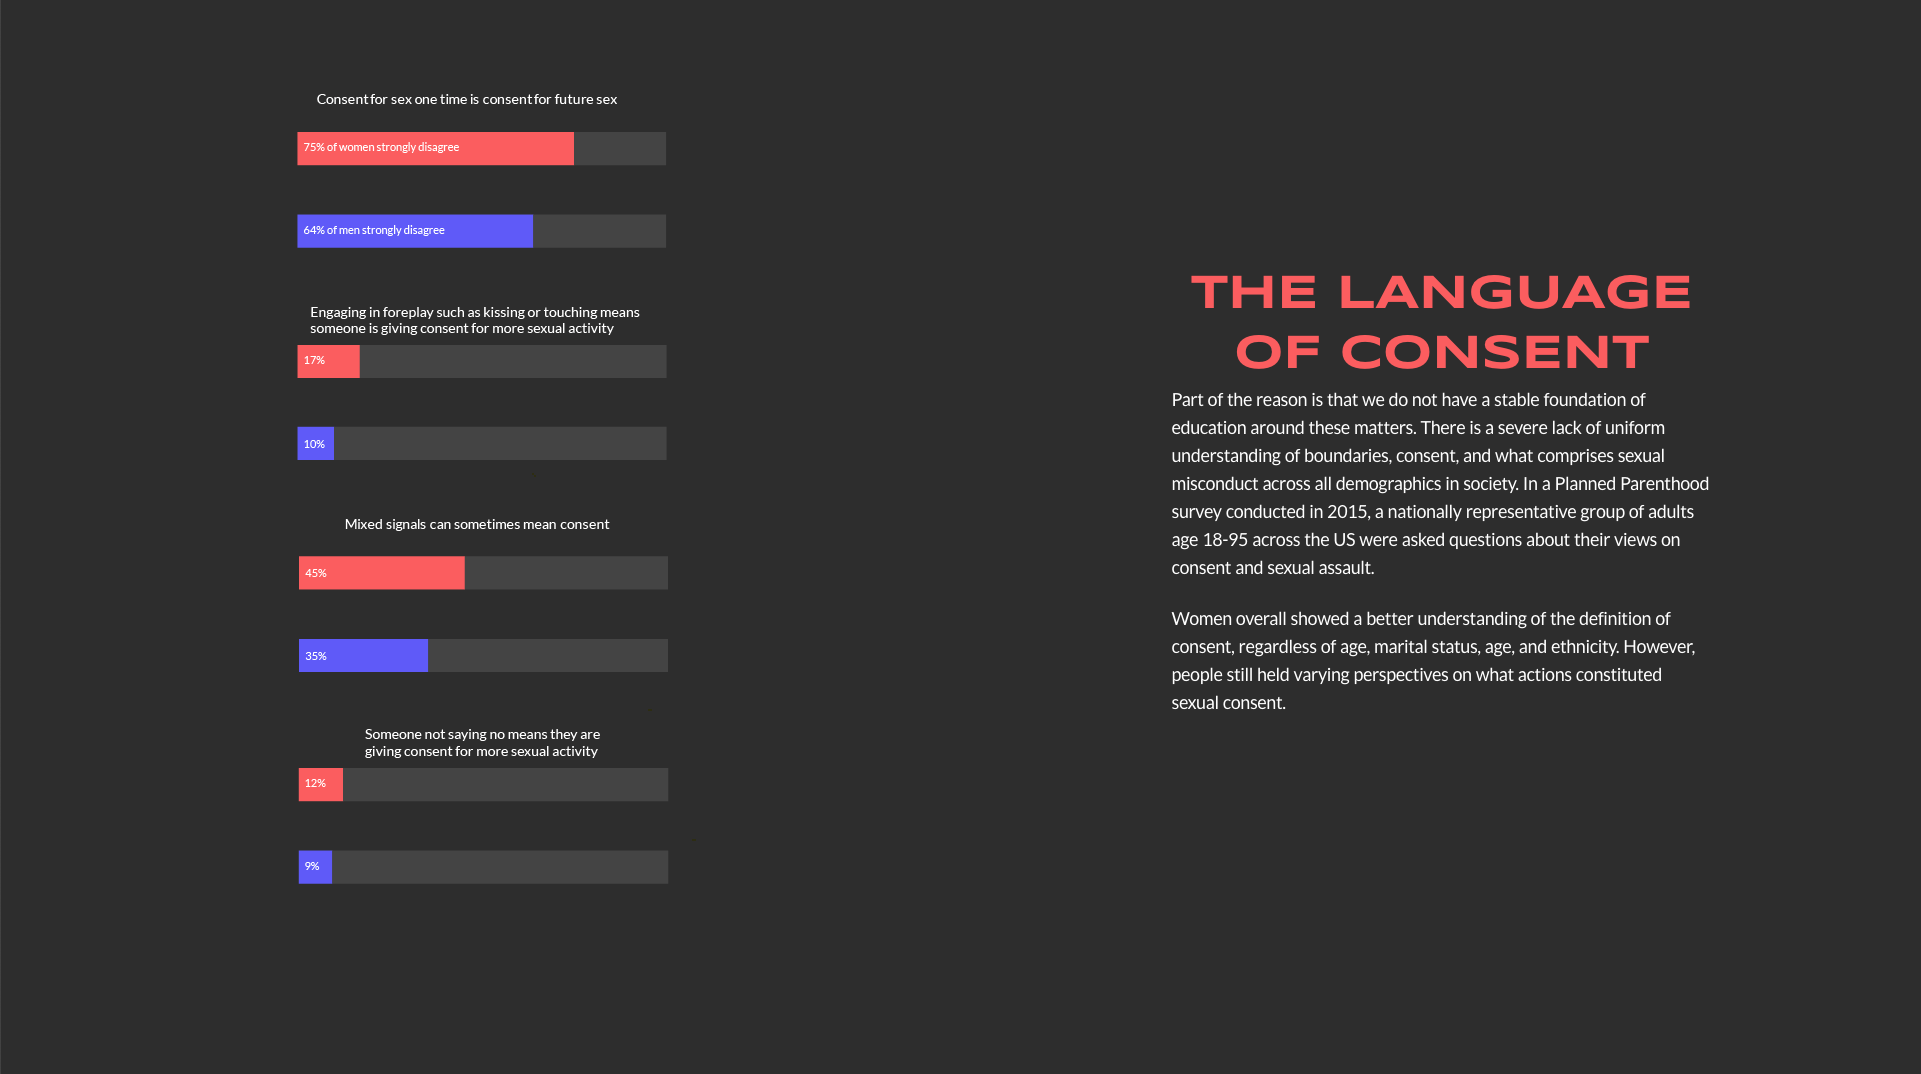 Consent for sex one time is consent for future sex
75% of women strongly disagree
64% of men strongly disagree
Engaging in foreplay such as kissing or touching means
someone is giving consent for more sexual activity
17%
10%
Mixed signals can sometimes mean consent
45%
35%
Someone not saying no means they are
giving consent for more sexual activity
12%
9%
THE LANGUAGE
OF CONSENT
Part of the reason is that we do not have a stable foundation of
education around these matters. There is a severe lack of uniform
understanding of boundaries, consent, and what comprises sexual
misconduct across all demographics in society. In a Planned Parenthood
survey conducted in 2015, a nationally representative group of adults
age 18-95 across the US were asked questions about their views on
consent and sexual assault.
Women overall showed a better understanding of the definition of
consent, regardless of age, marital status, age, and ethnicity. However,
people still held varying perspectives on what actions constituted
sexual consent.